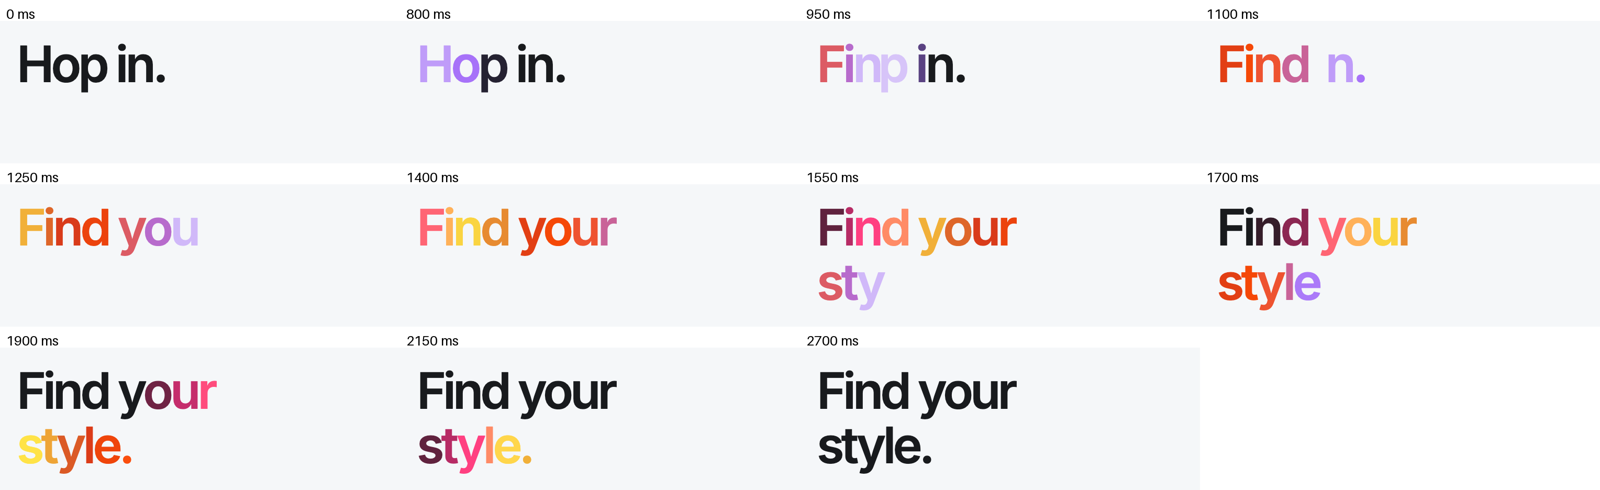 0 ms
800 ms
950 ms
1100 ms
Hop in.
Hop in.
Finp in.
Find n.
1250 ms
1400 ms
1550 ms
1700 ms
Find you
Find your
Find your
sty
Find your
style
1900 ms
2150 ms
2700 ms
Find your
style.
Find your
style.
Find your
style.